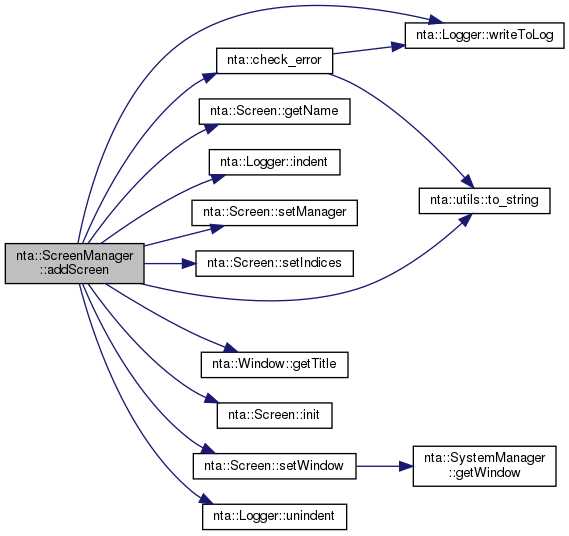 nta::Logger::writeToLog
nta::check_error
nta::Screen::getName
nta::Logger::indent
nta::Screen::setManager
nta::utils::to_string
nta::ScreenManager
::addScreen
nta::Screen::setIndices
nta::Window::getTitle
nta::Screen::init
nta::Screen::setWindow
nta::SystemManager
::getWindow
nta::Logger::unindent